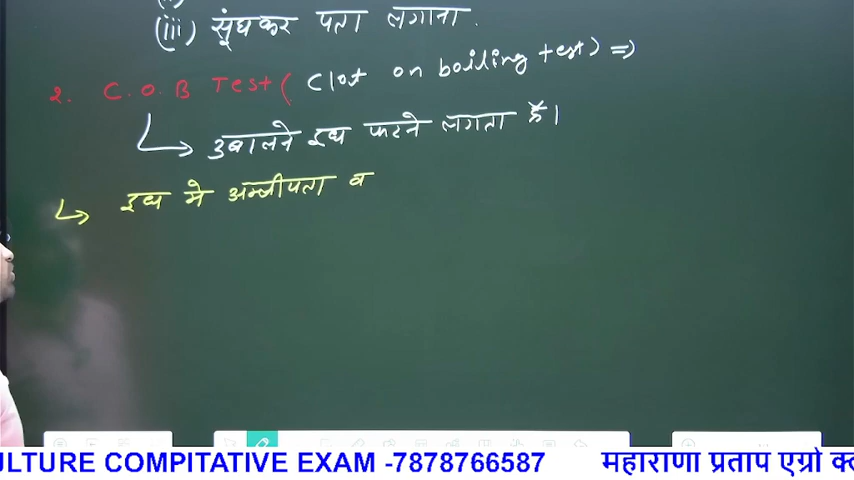 (iii) सूंघकर पता लगाना.
2. C.O.B Test ( Clot on boiling test) ⇒
उबालने दूध फटने लगता है।
दूध मे अम्लीयता व
ULTURE COMPITATIVE EXAM -7878766587 महाराणा प्रताप एग्रो क्ल